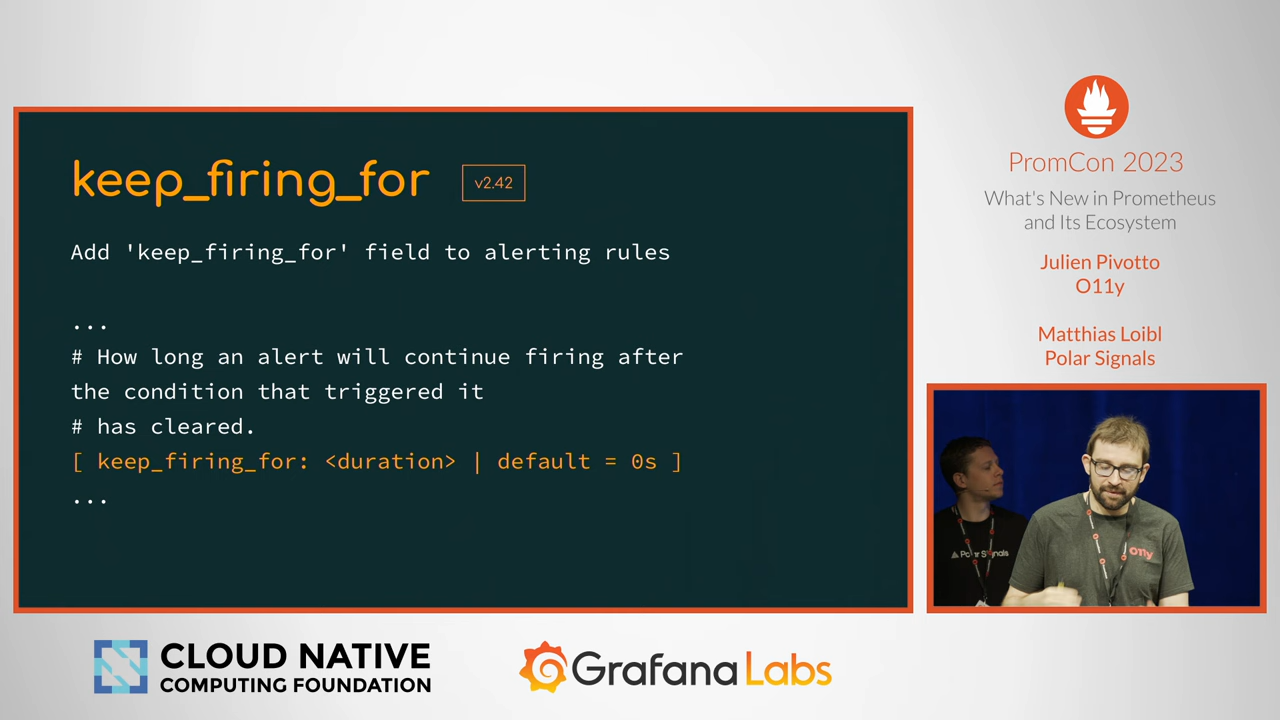 keep_firing_for
v2.42
Add 'keep_firing_for' field to alerting rules
...
# How long an alert will continue firing after
the condition that triggered it
# has cleared.
[ keep_firing_for: <duration> | default = 0s ]
...
PromCon 2023
What's New in Prometheus
and Its Ecosystem
Julien Pivotto
O11y
Matthias Loibl
Polar Signals
Polar Signals
O11y
CLOUD NATIVE
COMPUTING FOUNDATION
Grafana Labs